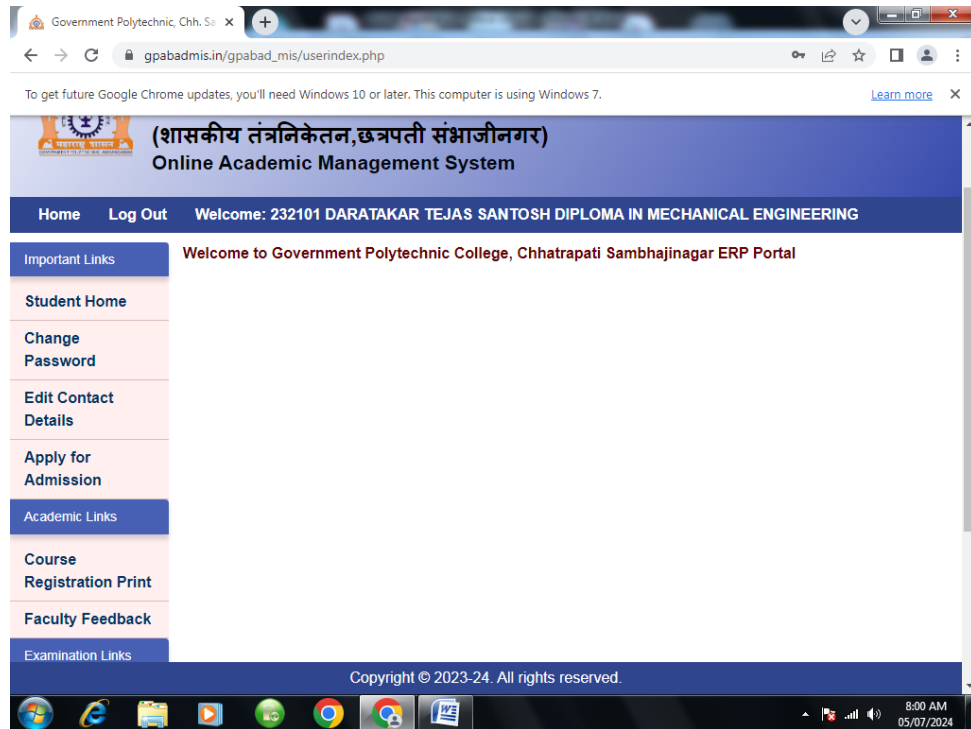 Government Polytechnic, Chh. Sa
gpabadmis.in/gpabad_mis/userindex.php
To get future Google Chrome updates, you'll need Windows 10 or later. This computer is using Windows 7.
Learn more
(शासकीय तंत्रनिकेतन,छत्रपती संभाजीनगर)
Online Academic Management System
Home Log Out Welcome: 232101 DARATAKAR TEJAS SANTOSH DIPLOMA IN MECHANICAL ENGINEERING
Important Links
Welcome to Government Polytechnic College, Chhatrapati Sambhajinagar ERP Portal
Student Home
Change
Password
Edit Contact
Details
Apply for
Admission
Academic Links
Course
Registration Print
Faculty Feedback
Examination Links
Copyright © 2023-24. All rights reserved.
8:00 AM
05/07/2024